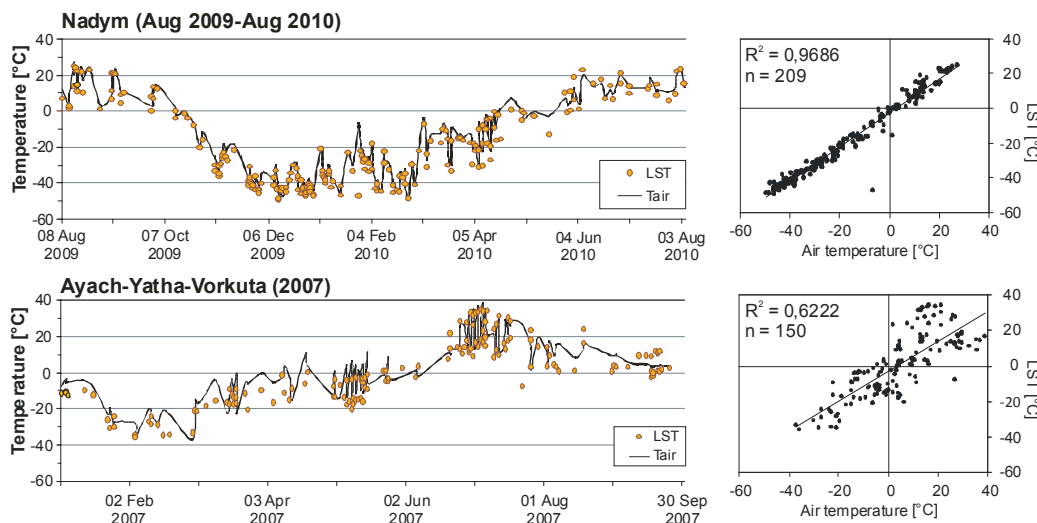 Nadym (Aug 2009-Aug 2010)
Temperature [°C]
40
20
0
-20
-40
-60
LST
Tair
08 Aug 2009
07 Oct 2009
06 Dec 2009
04 Feb 2010
05 Apr 2010
04 Jun 2010
03 Aug 2010
R² = 0,9686
n = 209
40
20
0
-20
-40
-60
LST [°C]
-60 -40 -20 0 20 40
Air temperature [°C]
Ayach-Yatha-Vorkuta (2007)
Temperature [°C]
40
20
0
-20
-40
-60
LST
Tair
02 Feb 2007
03 Apr 2007
02 Jun 2007
01 Aug 2007
30 Sep 2007
R² = 0,6222
n = 150
40
20
0
-20
-40
-60
LST [°C]
-60 -40 -20 0 20 40
Air temperature [°C]